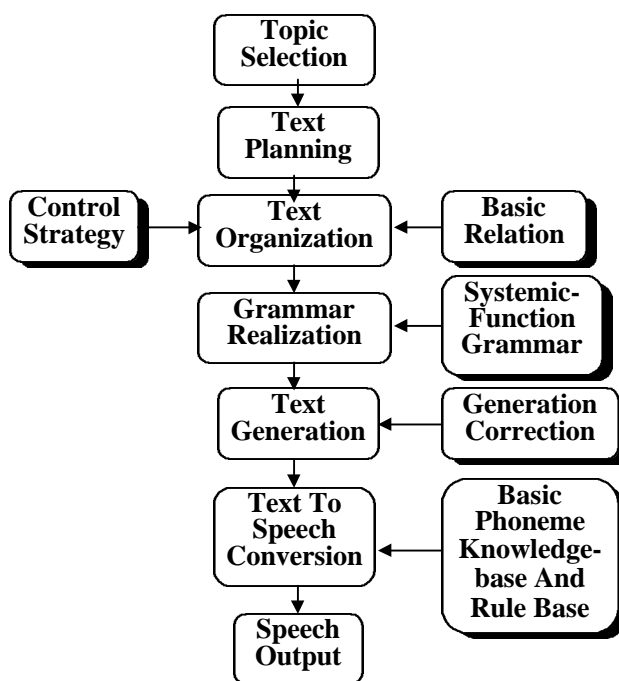 Topic
Selection
Text
Planning
Control
Strategy
Text
Organization
Basic
Relation
Grammar
Realization
Systemic-
Function
Grammar
Text
Generation
Generation
Correction
Text To
Speech
Conversion
Basic
Phoneme
Knowledge-
base And
Rule Base
Speech
Output